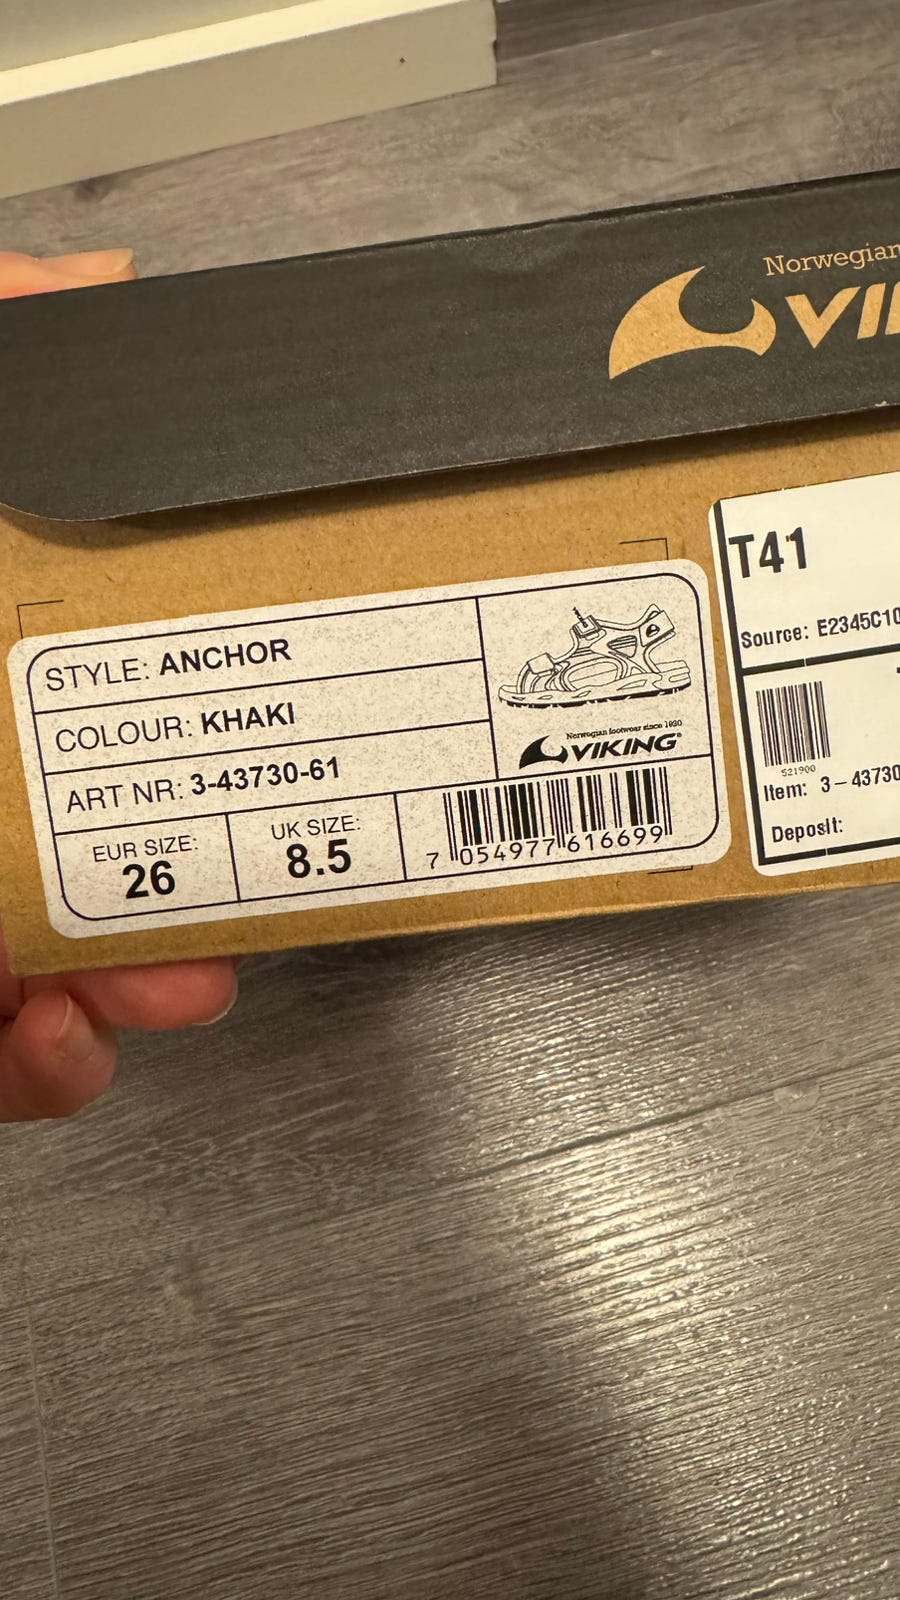 Norwegian
STYLE: ANCHOR
COLOUR: KHAKI
ART NR: 3-43730-61
EUR SIZE:
26
UK SIZE:
8.5
Norwegian footwear since 1920
VIKING®
7 054977 616699
T41
Source: E2345C10
521900
Item: 3-43730
Deposit: